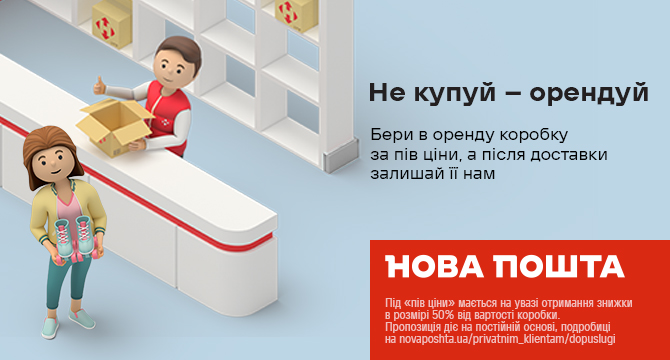 Не купуй – орендуй
Бери в оренду коробку
за пів ціни, а після доставки
залишай її нам
НОВА ПОШТА
Під «пів ціни» мається на увазі отримання знижки
в розмірі 50% від вартості коробки.
Пропозиція діє на постійній основі, подробиці
на novaposhta.ua/privatnim_klientam/dopuslugi